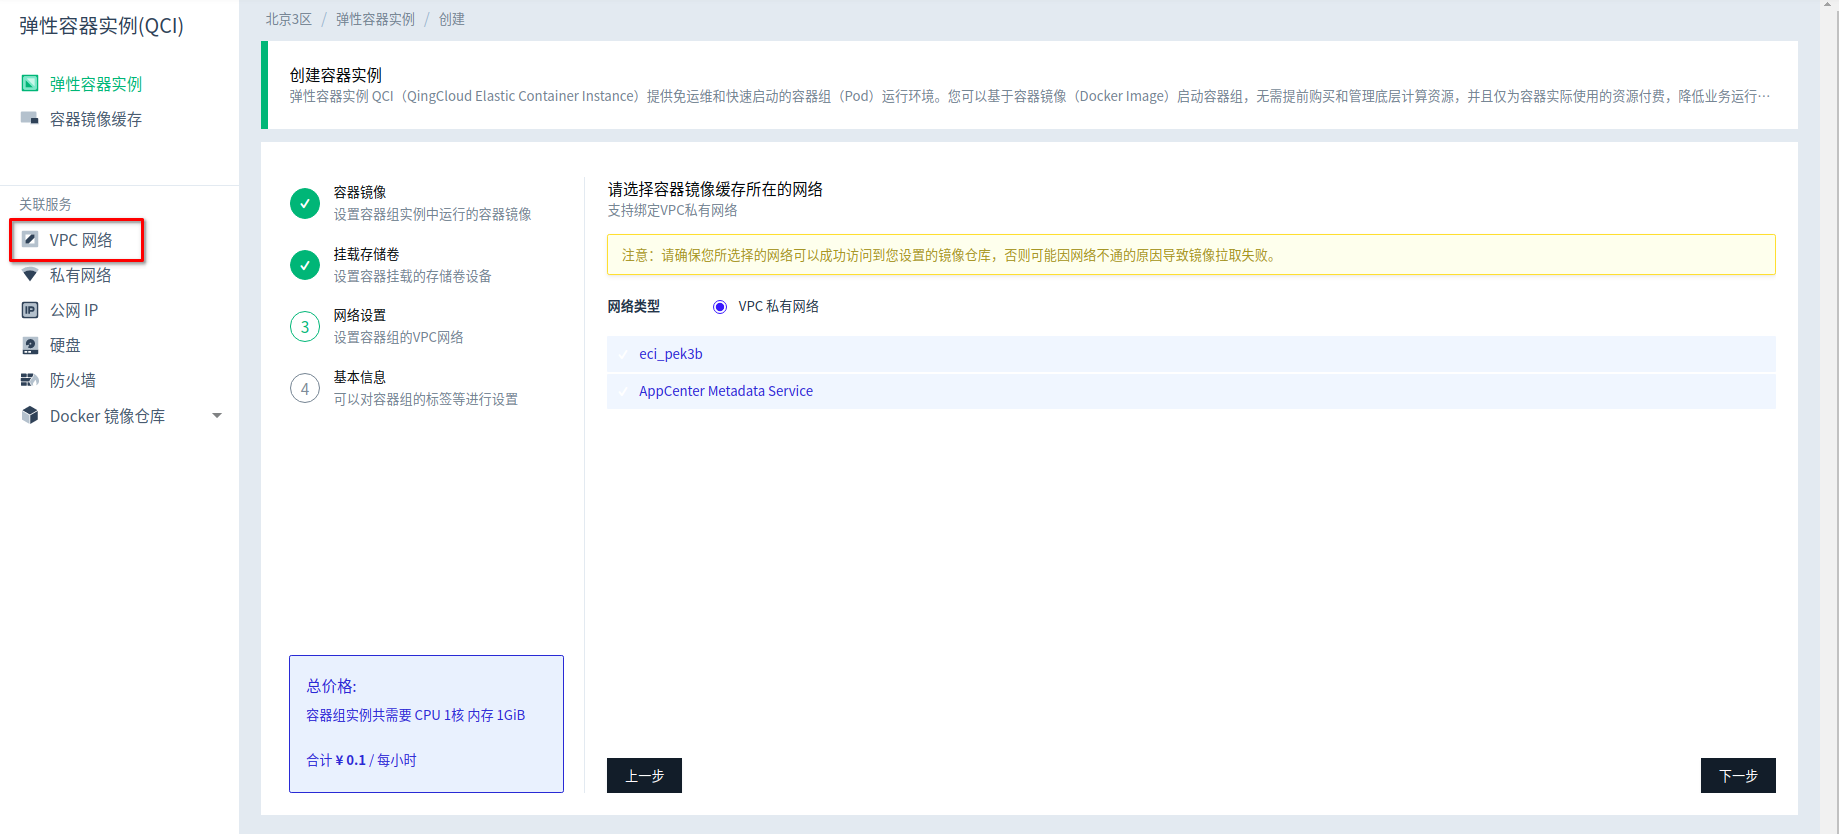 弹性容器实例(QCI)
弹性容器实例
容器镜像缓存
关联服务
VPC 网络
私有网络
IP
公网 IP
硬盘
防火墙
Docker 镜像仓库
北京3区 / 弹性容器实例 / 创建
创建容器实例
弹性容器实例 QCI（QingCloud Elastic Container Instance）提供免运维和快速启动的容器组（Pod）运行环境。您可以基于容器镜像（Docker Image）启动容器组，无需提前购买和管理底层计算资源，并且仅为容器实际使用的资源付费，降低业务运行…
容器镜像
设置容器组实例中运行的容器镜像
挂载存储卷
设置容器挂载的存储卷设备
3
网络设置
设置容器组的VPC网络
4
基本信息
可以对容器组的标签等进行设置
总价格:
容器组实例共需要 CPU 1核 内存 1GiB
合计 ¥ 0.1 / 每小时
请选择容器镜像缓存所在的网络
支持绑定VPC私有网络
注意：请确保您所选择的网络可以成功访问到您设置的镜像仓库，否则可能因网络不通的原因导致镜像拉取失败。
网络类型
VPC 私有网络
eci_pek3b
AppCenter Metadata Service
上一步
下一步